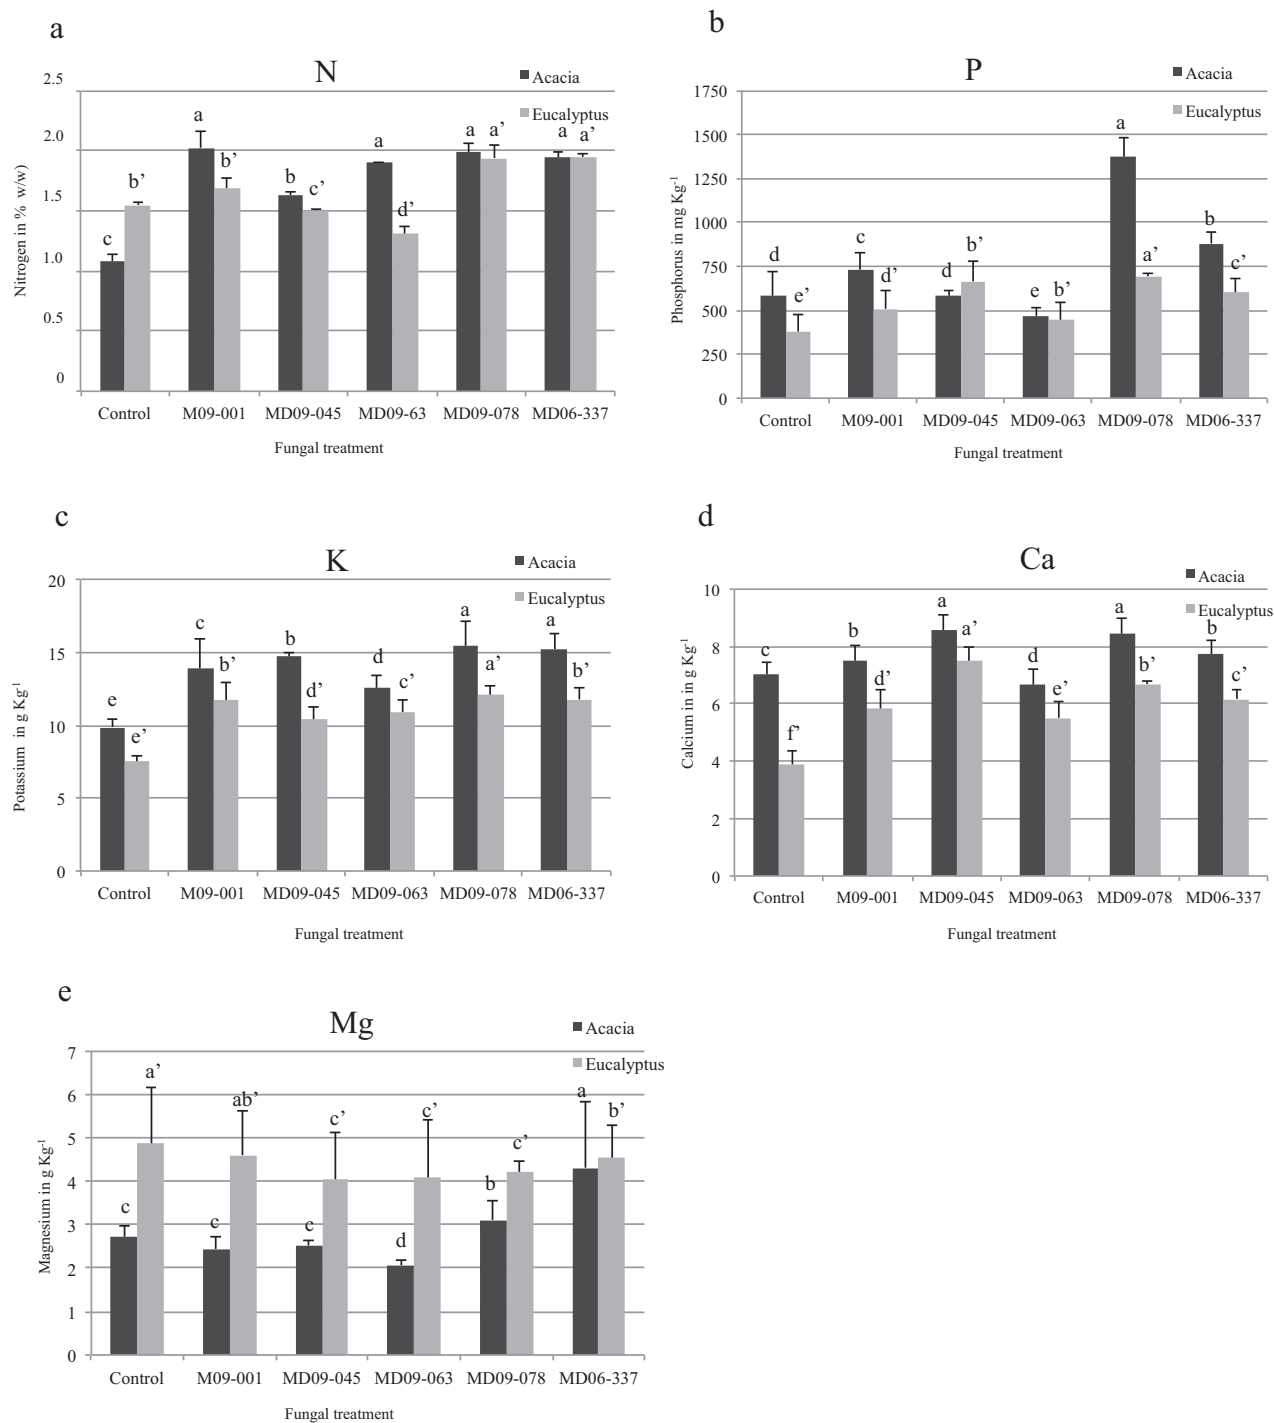 a
N
Acacia
Eucalyptus
2.5
2.0
1.5
1.0
0.5
0
Nitrogen in % w/w)
c
b’
a
b’
b
c’
a
d’
a
a’
a
a’
Control
M09-001
MD09-045
MD09-63
MD09-078
MD06-337
Fungal treatment
b
P
Acacia
Eucalyptus
1750
1500
1250
1000
750
500
250
0
Phosphorus in mg Kg-1
d
e’
c
d’
d
b’
e
b’
a
a’
b
c’
Control
M09-001
MD09-045
MD09-063
MD09-078
MD06-337
Fungal treatment
c
K
Acacia
Eucalyptus
20
15
10
5
0
Potassium in g Kg-1
e
e’
c
b’
b
d’
d
c’
a
a’
a
b’
Control
M09-001
MD09-045
MD09-063
MD09-078
MD06-337
Fungal treatment
d
Ca
Acacia
Eucalyptus
10
8
6
4
2
0
Calcium in in g Kg-1
c
f’
b
d’
a
a’
d
e’
a
b’
b
c’
Control
M09-001
MD09-045
MD09-063
MD09-078
MD06-337
Fungal treatment
e
Mg
Acacia
Eucalyptus
7
6
5
4
3
2
1
0
Magnesium in g Kg-1
c
a’
c
ab’
c
c’
d
c’
b
c’
a
b’
Control
M09-001
MD09-045
MD09-063
MD09-078
MD06-337
Fungal treatment